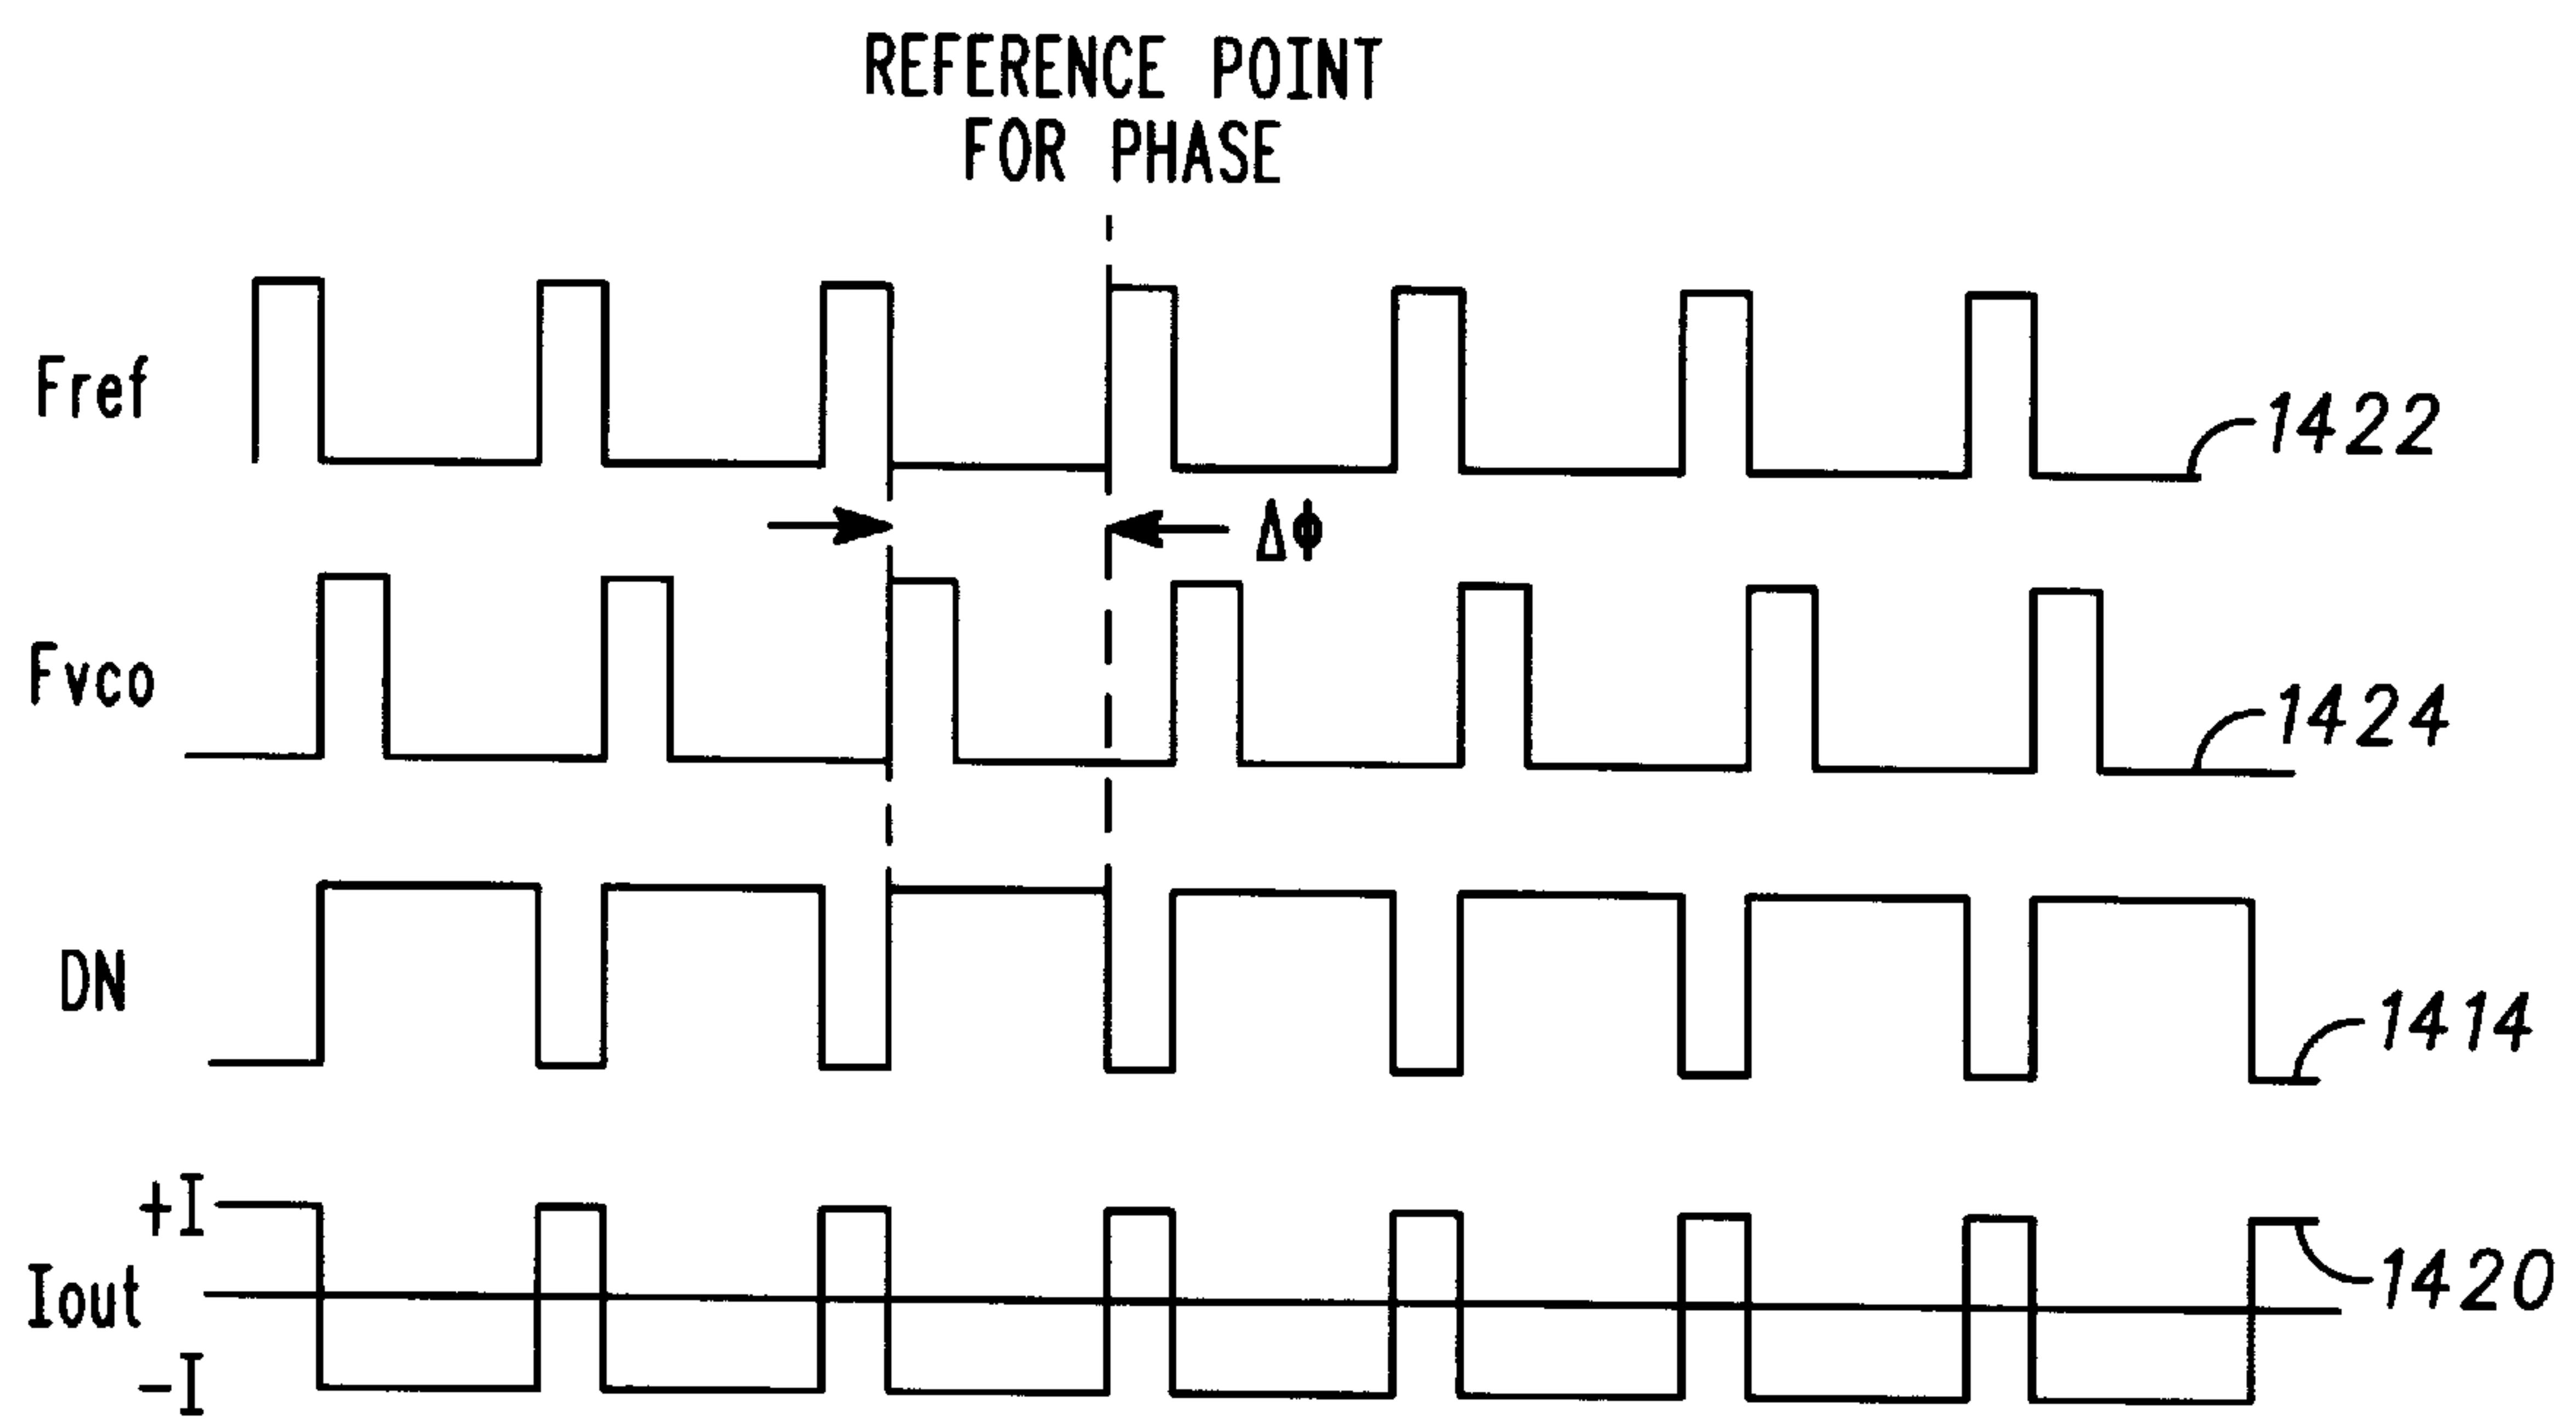 REFERENCE POINT
FOR PHASE
Fref
1422
Δϕ
Fvco
1424
DN
1414
+I
Iout
1420
-I